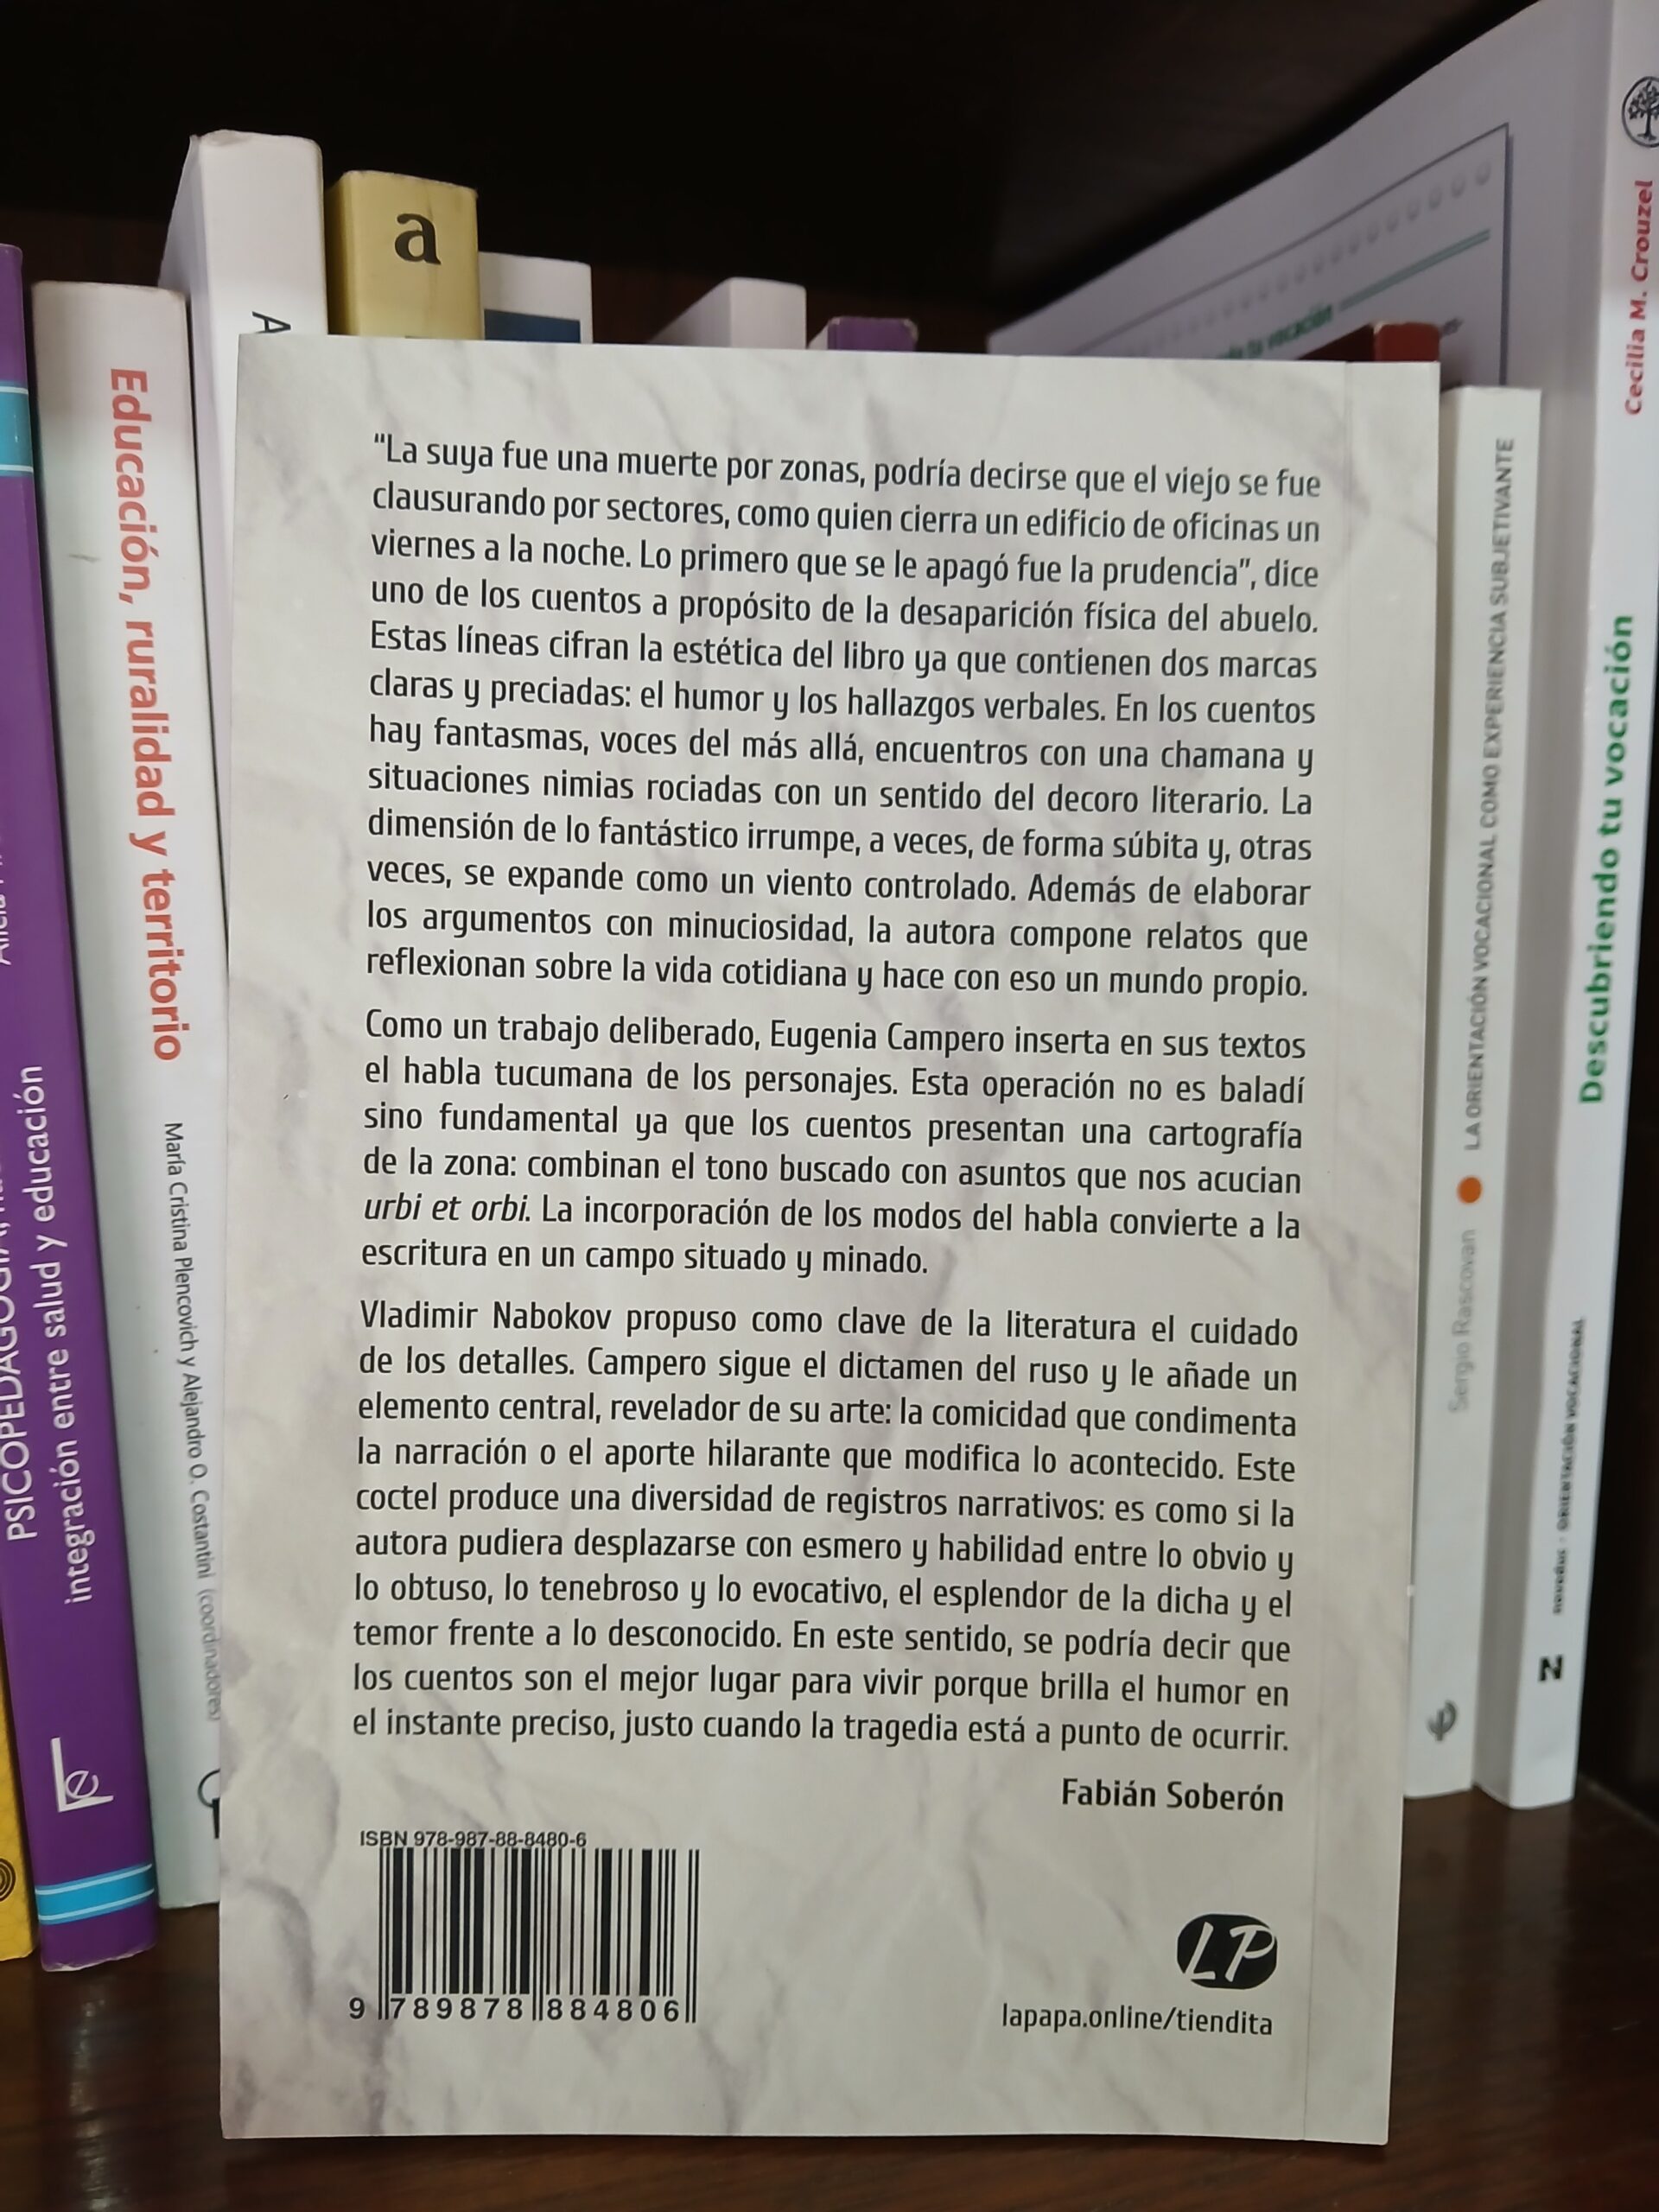 a
A
Educación, ruralidad y territorio
María Cristina Plencovich y Alejandro O. Costantini (coordinadores)
integración entre salud y educación
"La suya fue una muerte por zonas, podría decirse que el viejo se fue
clausurando por sectores, como quien cierra un edificio de oficinas un
viernes a la noche. Lo primero que se le apagó fue la prudencia", dice
uno de los cuentos a propósito de la desaparición física del abuelo.
Estas líneas cifran la estética del libro ya que contienen dos marcas
claras y preciadas: el humor y los hallazgos verbales. En los cuentos
hay fantasmas, voces del más allá, encuentros con una chamana y
situaciones nimias rociadas con un sentido del decoro literario. La
dimensión de lo fantástico irrumpe, a veces, de forma súbita y, otras
veces, se expande como un viento controlado. Además de elaborar
los argumentos con minuciosidad, la autora compone relatos que
reflexionan sobre la vida cotidiana y hace con eso un mundo propio.
Como un trabajo deliberado, Eugenia Campero inserta en sus textos
el habla tucumana de los personajes. Esta operación no es baladí
sino fundamental ya que los cuentos presentan una cartografía
de la zona: combinan el tono buscado con asuntos que nos acucian
urbi et orbi. La incorporación de los modos del habla convierte a la
escritura en un campo situado y minado.
Vladimir Nabokov propuso como clave de la literatura el cuidado
de los detalles. Campero sigue el dictamen del ruso y le añade un
elemento central, revelador de su arte: la comicidad que condimenta
la narración o el aporte hilarante que modifica lo acontecido. Este
coctel produce una diversidad de registros narrativos: es como si la
autora pudiera desplazarse con esmero y habilidad entre lo obvio y
lo obtuso, lo tenebroso y lo evocativo, el esplendor de la dicha y el
temor frente a lo desconocido. En este sentido, se podría decir que
los cuentos son el mejor lugar para vivir porque brilla el humor en
el instante preciso, justo cuando la tragedia está a punto de ocurrir.
Fabián Soberón
ISBN 978-987-88-8480-6
9 789878 884806
LP
lapapa.online/tiendita
LA ORIENTACIÓN VOCACIONAL COMO EXPERIENCIA SUBJETIVANTE
Sergio Rascovan
Cecilia M. Crouzel
Descubriendo tu vocación
ORIENTACIÓN VOCACIONAL
N